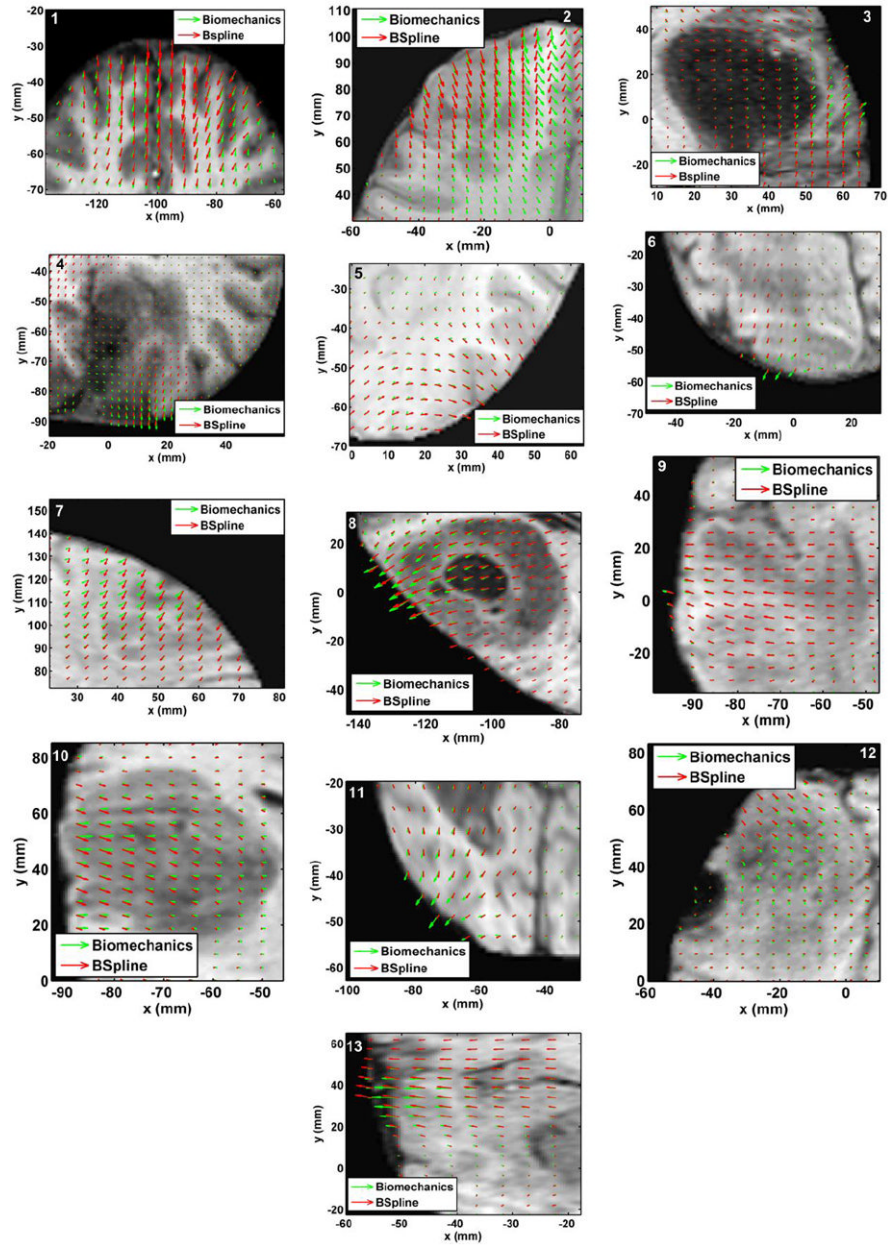 1
Biomechanics
Bspline
y (mm)
-20
-30
-40
-50
-60
-70
-120
-100
-80
-60
x (mm)
2
Biomechanics
BSpline
y (mm)
110
100
90
80
70
60
50
40
-60
-40
-20
0
x (mm)
3
Biomechanics
Bspline
y (mm)
60
40
20
0
-20
10
20
30
40
50
60
70
x (mm)
4
Biomechanics
BSpline
y (mm)
-40
-50
-60
-70
-80
-90
-20
0
20
40
x (mm)
5
Biomechanics
BSpline
y (mm)
-30
-40
-50
-60
-70
0
10
20
30
40
50
60
x (mm)
6
Biomechanics
BSpline
y (mm)
-20
-30
-40
-50
-60
-70
-40
-20
0
20
x (mm)
7
Biomechanics
BSpline
y (mm)
150
140
130
120
110
100
90
80
30
40
50
60
70
80
x (mm)
8
Biomechanics
BSpline
y (mm)
20
0
-20
-40
-140
-120
-100
-80
x (mm)
9
Biomechanics
BSpline
y (mm)
40
20
0
-20
-90
-80
-70
-60
-50
x (mm)
10
Biomechanics
BSpline
y (mm)
80
60
40
20
0
-90
-80
-70
-60
-50
x (mm)
11
Biomechanics
BSpline
y (mm)
-20
-30
-40
-50
-60
-100
-80
-60
-40
x (mm)
12
Biomechanics
BSpline
y (mm)
80
60
40
20
0
-60
-40
-20
0
x (mm)
13
Biomechanics
BSpline
y (mm)
60
40
20
0
-20
-60
-50
-40
-30
-20
x (mm)